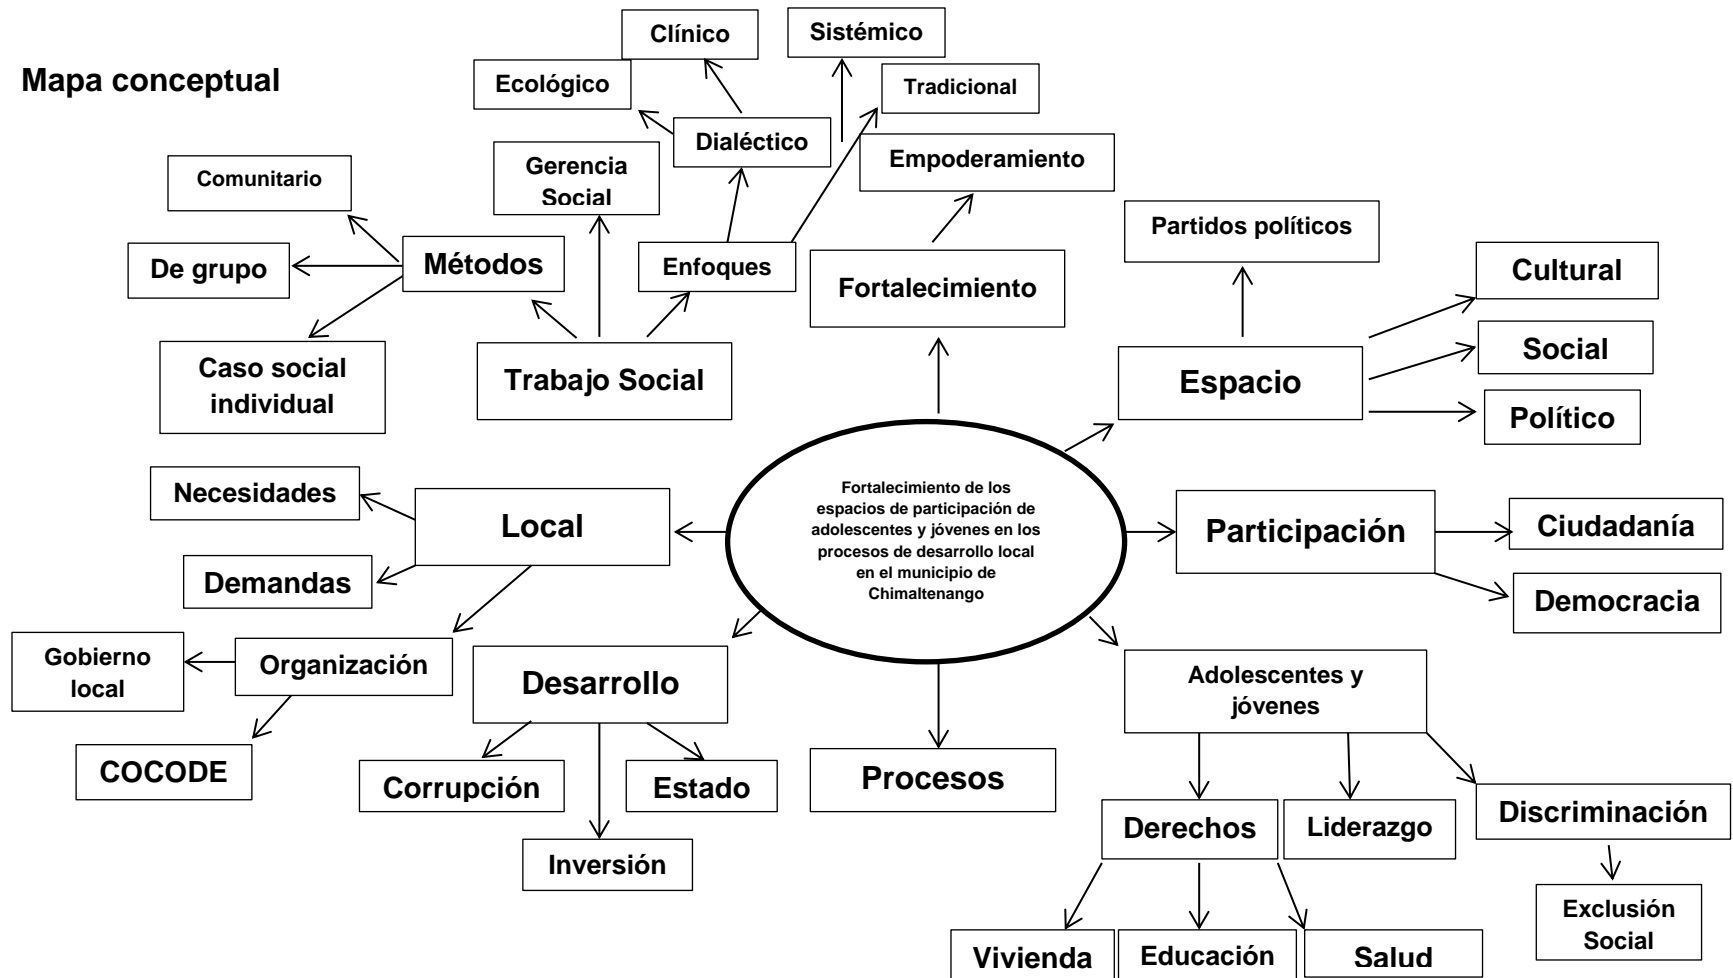 Mapa conceptual
Clínico
Sistémico
Ecológico
Tradicional
Dialéctico
Empoderamiento
Gerencia
Social
Comunitario
Partidos políticos
De grupo
Métodos
Enfoques
Fortalecimiento
Cultural
Caso social
individual
Trabajo Social
Espacio
Social
Político
Necesidades
Local
Fortalecimiento de los
espacios de participación de
adolescentes y jóvenes en los
procesos de desarrollo local
en el municipio de
Chimaltenango
Participación
Ciudadanía
Demandas
Democracia
Gobierno
local
Organización
Desarrollo
Adolescentes y
jóvenes
COCODE
Corrupción
Estado
Procesos
Inversión
Derechos
Liderazgo
Discriminación
Exclusión
Social
Vivienda
Educación
Salud